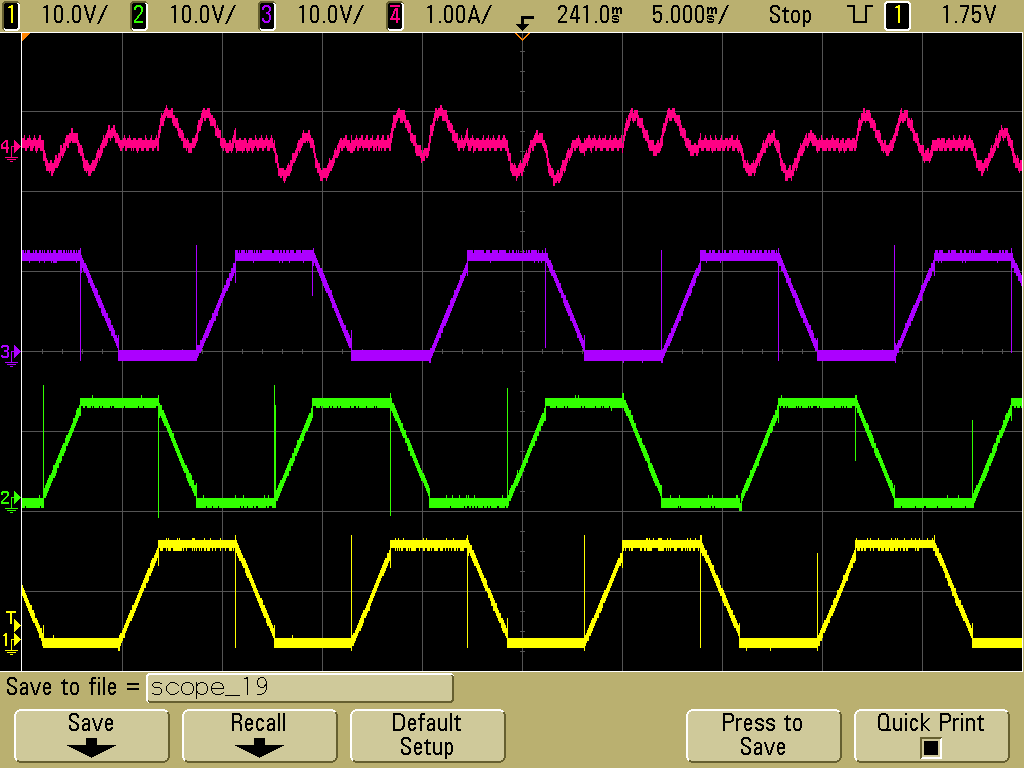 1 10.0V/ 2 10.0V/ 3 10.0V/ 4 1.00A/ 241.0ms 5.000ms/ Stop 1 1.75V
4
3
2
T
1
Save to file = scope_19
Save Recall Default Setup Press to Save Quick Print